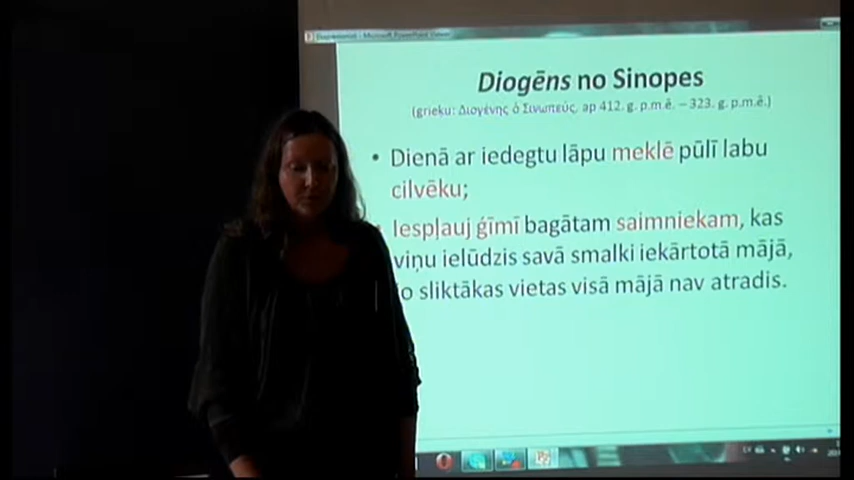 Diogēns no Sinopes
(grieķu: Διογένης ὁ Σινωπεύς, ap 412. g. p.m.ē. – 323. g. p.m.ē.)
• Dienā ar iedegtu lāpu meklē pūlī labu
cilvēku;
Iespļauj ģīmī bagātam saimniekam, kas
viņu ielūdzis savā smalki iekārtotā mājā,
jo sliktākas vietas visā mājā nav atradis.